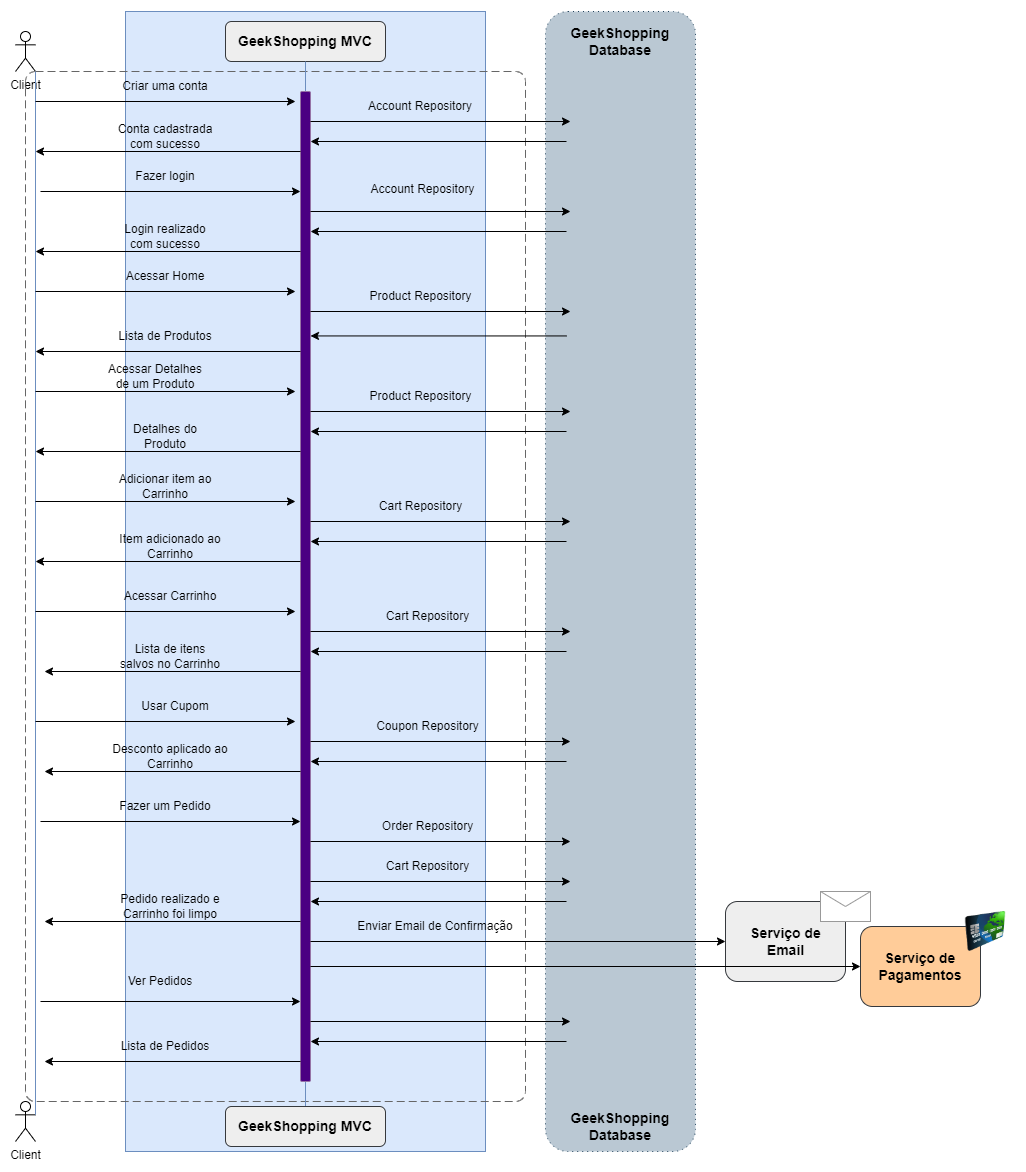 GeekShopping MVC
GeekShopping
Database
Client
Criar uma conta
Account Repository
Conta cadastrada
com sucesso
Fazer login
Account Repository
Login realizado
com sucesso
Acessar Home
Product Repository
Lista de Produtos
Acessar Detalhes
de um Produto
Product Repository
Detalhes do
Produto
Adicionar item ao
Carrinho
Cart Repository
Item adicionado ao
Carrinho
Acessar Carrinho
Cart Repository
Lista de itens
salvos no Carrinho
Usar Cupom
Coupon Repository
Desconto aplicado ao
Carrinho
Fazer um Pedido
Order Repository
Cart Repository
Pedido realizado e
Carrinho foi limpo
Enviar Email de Confirmação
Serviço de
Email
Serviço de
Pagamentos
Ver Pedidos
Lista de Pedidos
GeekShopping MVC
GeekShopping
Database
Client